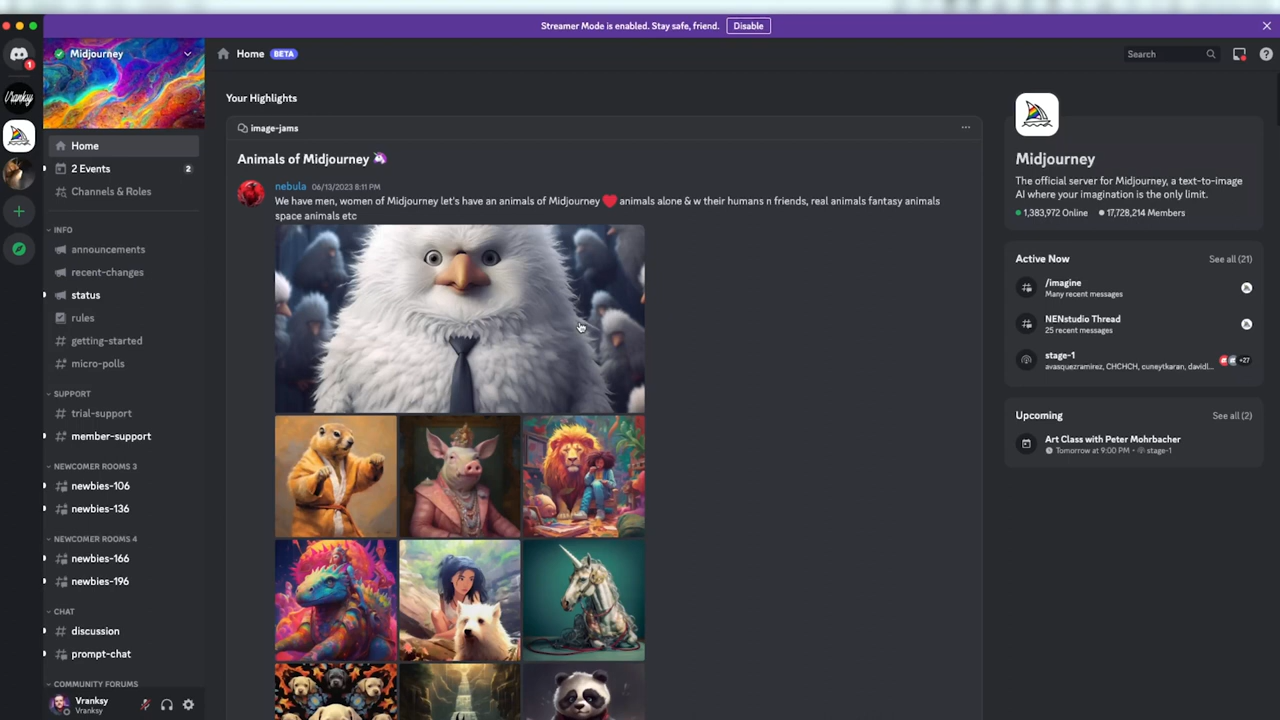 Streamer Mode is enabled. Stay safe, friend. Disable
1
Vranksy
Midjourney
Home
2 Events 2
Channels & Roles
INFO
announcements
recent-changes
status
rules
getting-started
micro-polls
SUPPORT
trial-support
member-support
NEWCOMER ROOMS 3
newbies-106
newbies-136
NEWCOMER ROOMS 4
newbies-166
newbies-196
CHAT
discussion
prompt-chat
COMMUNITY FORUMS
Vranksy
Vranksy
Home BETA
Search
Your Highlights
image-jams
Animals of Midjourney
nebula 06/13/2023 8:11 PM
We have men, women of Midjourney let's have an animals of Midjourney ❤ animals alone & w their humans n friends, real animals fantasy animals
space animals etc
Midjourney
The official server for Midjourney, a text-to-image
AI where your imagination is the only limit.
1,383,972 Online 17,728,214 Members
Active Now See all (21)
/imagine
Many recent messages
NENstudio Thread
25 recent messages
stage-1
avasquezramirez, CHCHCH, cuneytkaran, davidl... +27
Upcoming See all (2)
Art Class with Peter Mohrbacher
Tomorrow at 9:00 PM • stage-1